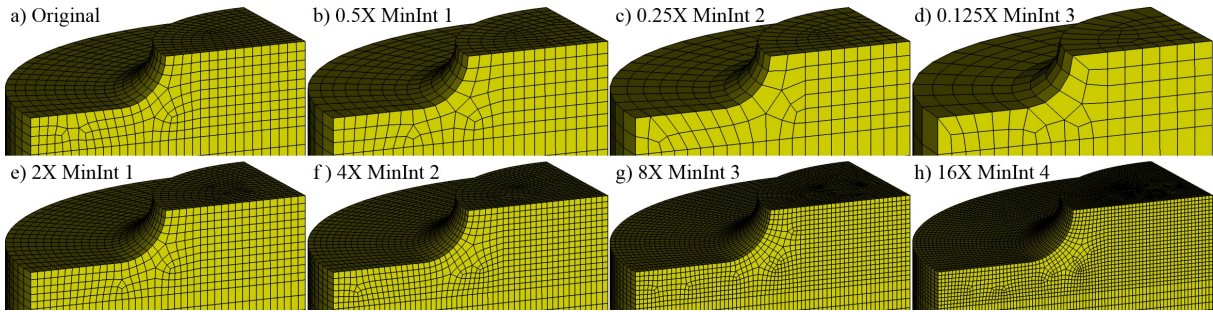 a) Original
b) 0.5X MinInt 1
c) 0.25X MinInt 2
d) 0.125X MinInt 3
e) 2X MinInt 1
f) 4X MinInt 2
g) 8X MinInt 3
h) 16X MinInt 4